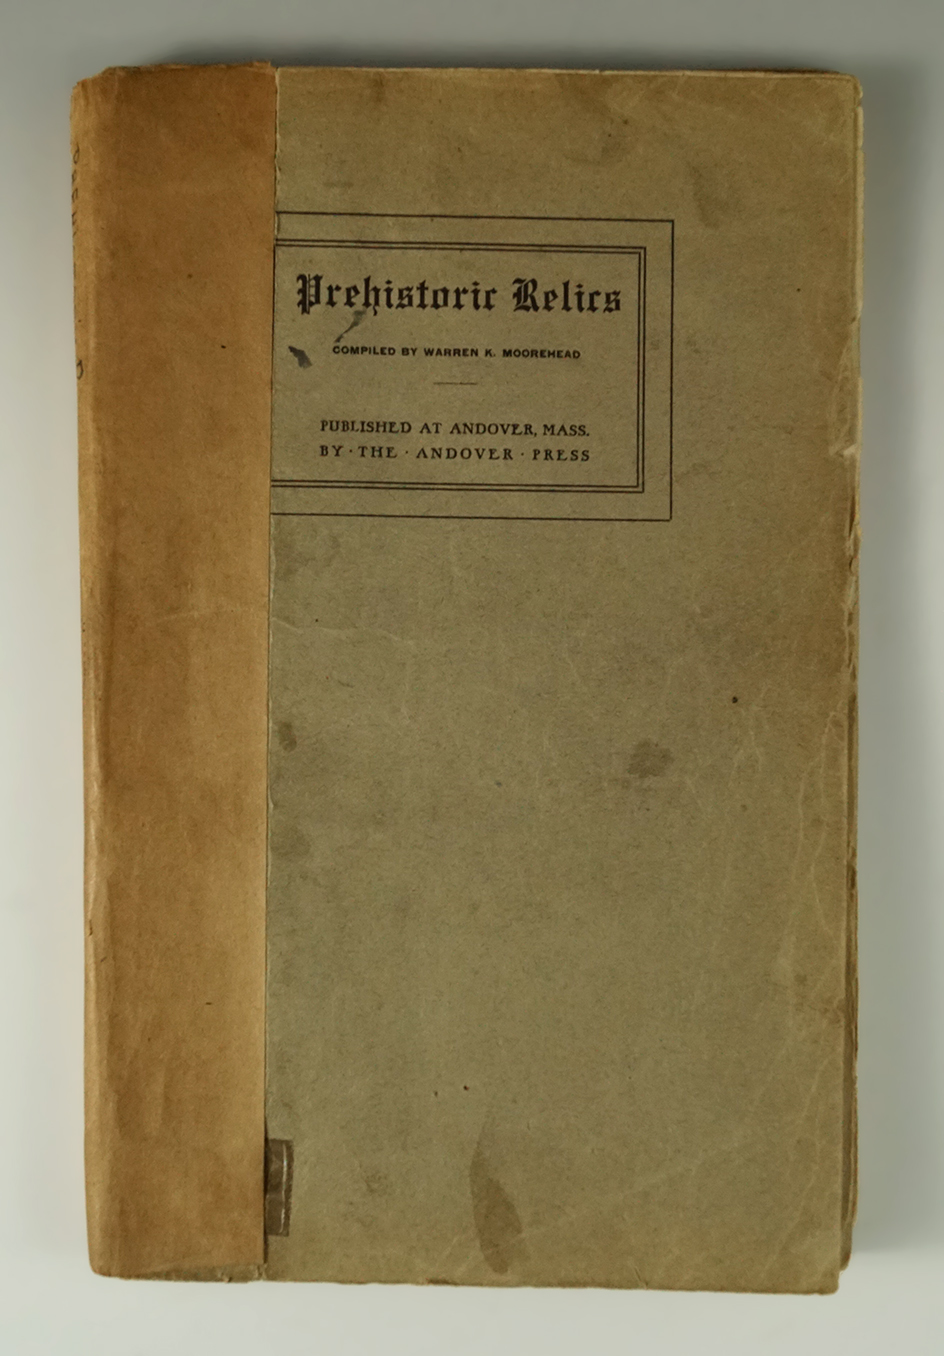 Prehistoric Relics
COMPILED BY WARREN K. MOOREHEAD
PUBLISHED AT ANDOVER, MASS.
BY · THE · ANDOVER · PRESS